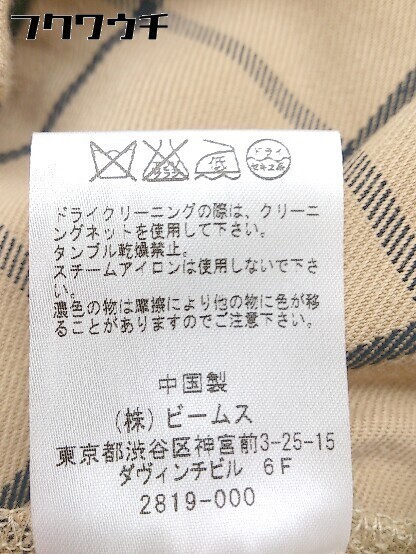 フクワウチ
低
ドライ
セキユ系
ドライクリーニングの際は、クリーニ
ングネットを使用して下さい。
タンブル乾燥禁止。
スチームアイロンは使用しないで下さ
い。
濃色の物は摩擦により他の物に色が移
ることがありますのでご注意下さい。
中国製
(株)ビームス
東京都渋谷区神宮前3-25-15
ダヴィンチビル 6F
2819-000